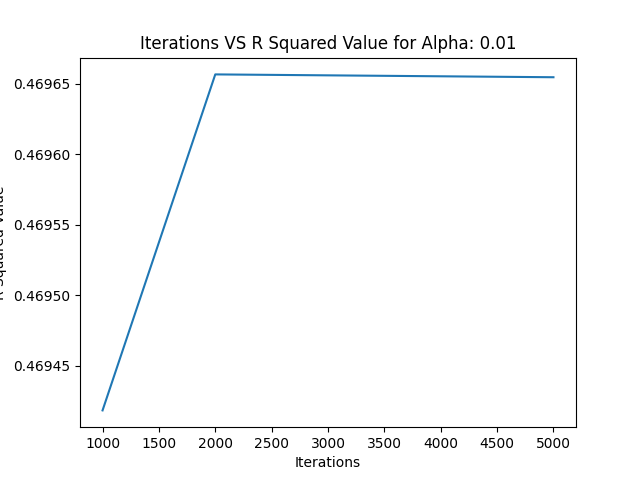 Iterations VS R Squared Value for Alpha: 0.01
0.46965
0.46960
0.46955
0.46950
0.46945
R Squared Value
1000 1500 2000 2500 3000 3500 4000 4500 5000
Iterations